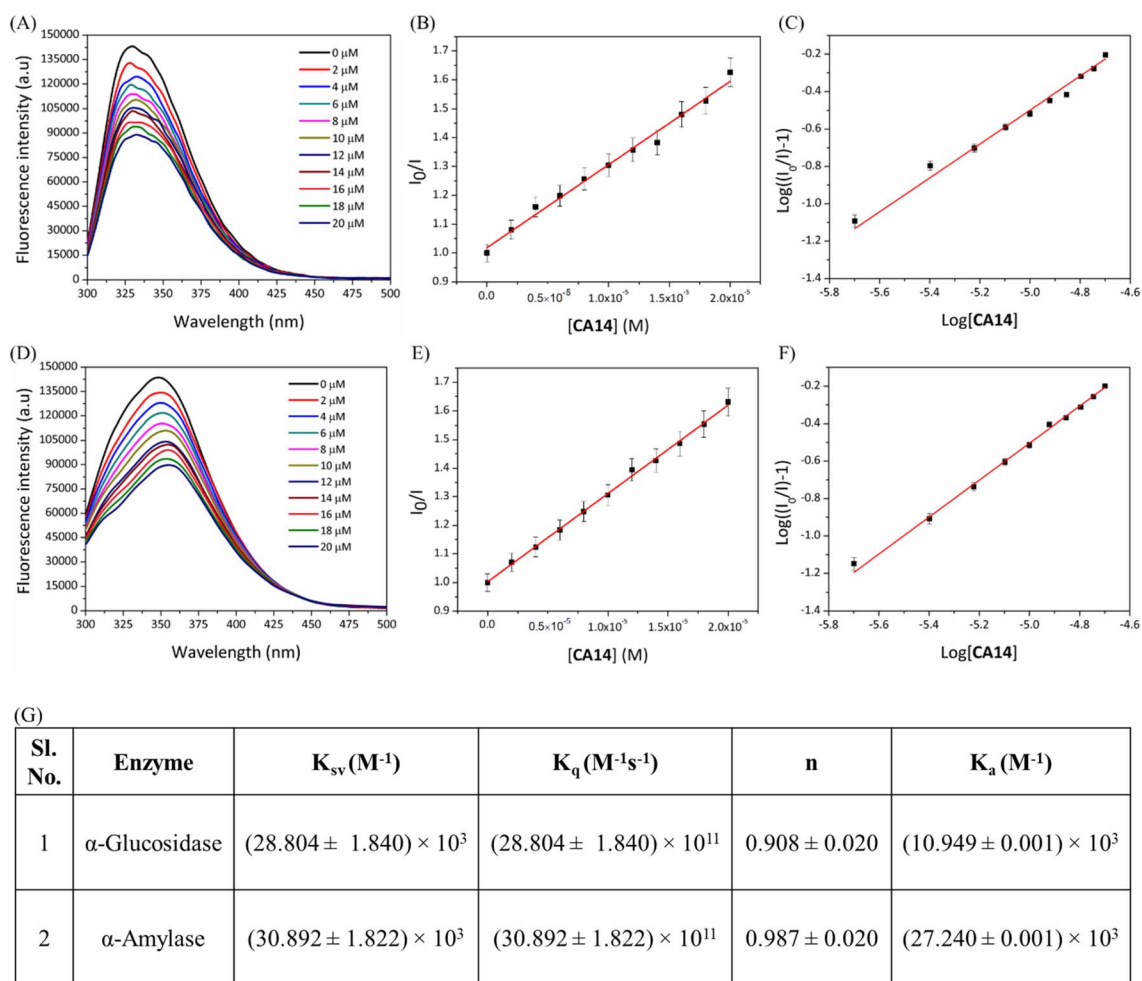 (A)
150000
135000
120000
105000
90000
75000
60000
45000
30000
15000
0
300 325 350 375 400 425 450 475 500
Fluorescence intensity (a.u)
Wavelength (nm)
0 μM
2 μM
4 μM
6 μM
8 μM
10 μM
12 μM
14 μM
16 μM
18 μM
20 μM
(B)
1.7
1.6
1.5
1.4
1.3
1.2
1.1
1.0
0.9
0.0 0.5×10⁻⁵ 1.0×10⁻⁵ 1.5×10⁻⁵ 2.0×10⁻⁵
I₀/I
[CA14] (M)
(C)
-0.2
-0.4
-0.6
-0.8
-1.0
-1.2
-1.4
-5.8 -5.6 -5.4 -5.2 -5.0 -4.8 -4.6
Log((I₀/I)-1)
Log[CA14]
(D)
150000
135000
120000
105000
90000
75000
60000
45000
30000
15000
0
300 325 350 375 400 425 450 475 500
Fluorescence intensity (a.u)
Wavelength (nm)
0 μM
2 μM
4 μM
6 μM
8 μM
10 μM
12 μM
14 μM
16 μM
18 μM
20 μM
E)
1.7
1.6
1.5
1.4
1.3
1.2
1.1
1.0
0.9
0.0 0.5×10⁻⁵ 1.0×10⁻⁵ 1.5×10⁻⁵ 2.0×10⁻⁵
I₀/I
[CA14] (M)
F)
-0.2
-0.4
-0.6
-0.8
-1.0
-1.2
-1.4
-5.8 -5.6 -5.4 -5.2 -5.0 -4.8 -4.6
Log((I₀/I)-1)
Log[CA14]
(G)
Sl. No. Enzyme Kₛᵥ (M⁻¹) K_q (M⁻¹s⁻¹) n Kₐ (M⁻¹)
1 α-Glucosidase (28.804 ± 1.840) × 10³ (28.804 ± 1.840) × 10¹¹ 0.908 ± 0.020 (10.949 ± 0.001) × 10³
2 α-Amylase (30.892 ± 1.822) × 10³ (30.892 ± 1.822) × 10¹¹ 0.987 ± 0.020 (27.240 ± 0.001) × 10³